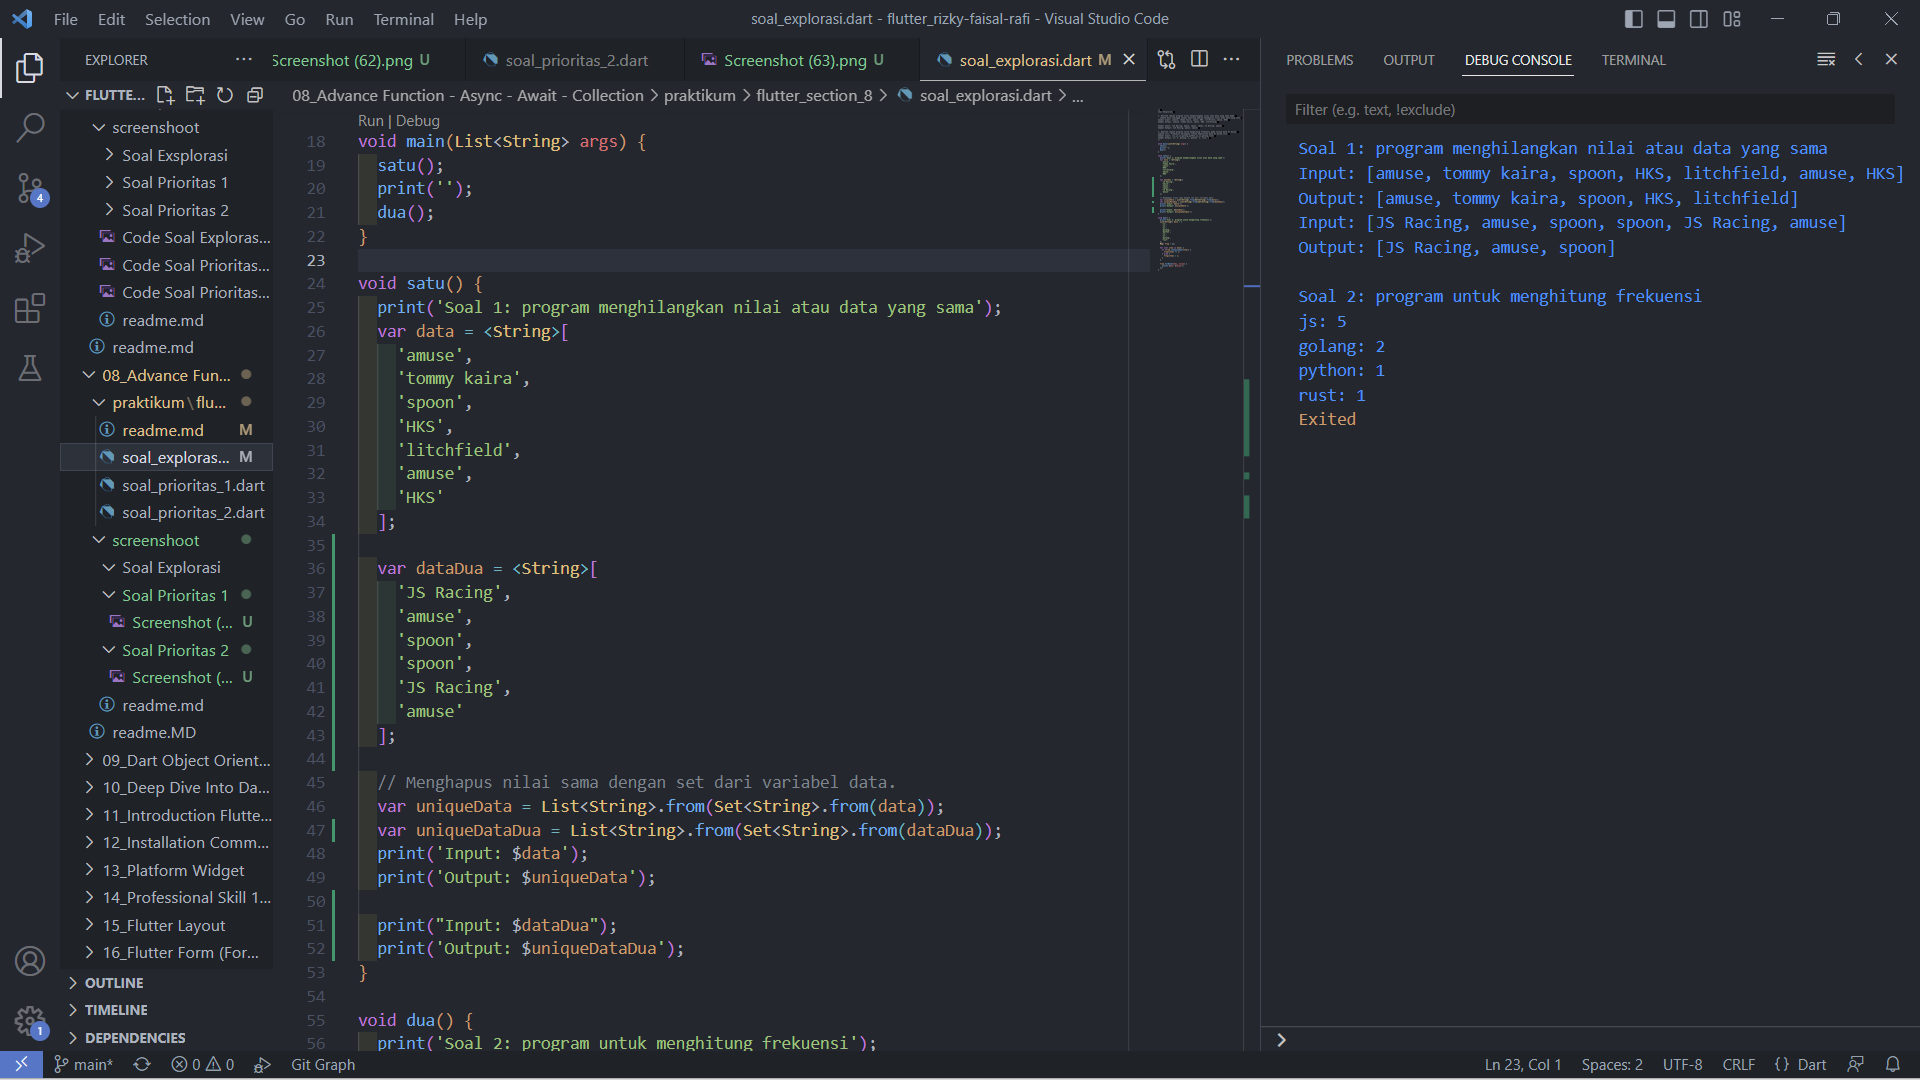 File Edit Selection View Go Run Terminal Help
soal_explorasi.dart - flutter_rizky-faisal-rafi - Visual Studio Code
EXPLORER
Screenshot (62).png U
soal_prioritas_2.dart
Screenshot (63).png U
soal_explorasi.dart M
FLUTTE...
screenshoot
Soal Exsplorasi
Soal Prioritas 1
Soal Prioritas 2
Code Soal Exploras...
Code Soal Prioritas...
Code Soal Prioritas...
readme.md
readme.md
08_Advance Fun...
praktikum\flu...
readme.md M
soal_exploras... M
soal_prioritas_1.dart
soal_prioritas_2.dart
screenshoot
Soal Explorasi
Soal Prioritas 1
Screenshot (... U
Soal Prioritas 2
Screenshot (... U
readme.md
readme.MD
09_Dart Object Orient...
10_Deep Dive Into Da...
11_Introduction Flutte...
12_Installation Comm...
13_Platform Widget
14_Professional Skill 1...
15_Flutter Layout
16_Flutter Form (For...
OUTLINE
TIMELINE
DEPENDENCIES
4
1
08_Advance Function - Async - Await - Collection > praktikum > flutter_section_8 > soal_explorasi.dart > ...
Run | Debug
18 void main(List<String> args) {
19 satu();
20 print('');
21 dua();
22 }
23
24 void satu() {
25 print('Soal 1: program menghilangkan nilai atau data yang sama');
26 var data = <String>[
27 'amuse',
28 'tommy kaira',
29 'spoon',
30 'HKS',
31 'litchfield',
32 'amuse',
33 'HKS'
34 ];
35
36 var dataDua = <String>[
37 'JS Racing',
38 'amuse',
39 'spoon',
40 'spoon',
41 'JS Racing',
42 'amuse'
43 ];
44
45 // Menghapus nilai sama dengan set dari variabel data.
46 var uniqueData = List<String>.from(Set<String>.from(data));
47 var uniqueDataDua = List<String>.from(Set<String>.from(dataDua));
48 print('Input: $data');
49 print('Output: $uniqueData');
50
51 print("Input: $dataDua");
52 print('Output: $uniqueDataDua');
53 }
54
55 void dua() {
56 print('Soal 2: program untuk menghitung frekuensi');
PROBLEMS OUTPUT DEBUG CONSOLE TERMINAL
Filter (e.g. text, !exclude)
Soal 1: program menghilangkan nilai atau data yang sama
Input: [amuse, tommy kaira, spoon, HKS, litchfield, amuse, HKS]
Output: [amuse, tommy kaira, spoon, HKS, litchfield]
Input: [JS Racing, amuse, spoon, spoon, JS Racing, amuse]
Output: [JS Racing, amuse, spoon]
Soal 2: program untuk menghitung frekuensi
js: 5
golang: 2
python: 1
rust: 1
Exited
main* 0 0 Git Graph
Ln 23, Col 1 Spaces: 2 UTF-8 CRLF {} Dart